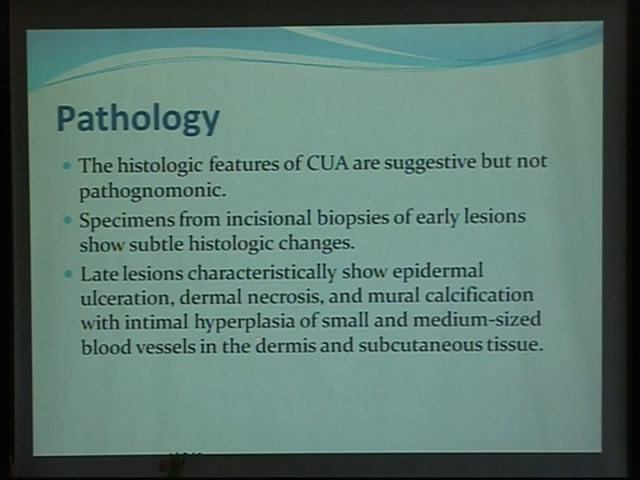 Pathology
• The histologic features of CUA are suggestive but not
pathognomonic.
• Specimens from incisional biopsies of early lesions
show subtle histologic changes.
• Late lesions characteristically show epidermal
ulceration, dermal necrosis, and mural calcification
with intimal hyperplasia of small and medium-sized
blood vessels in the dermis and subcutaneous tissue.